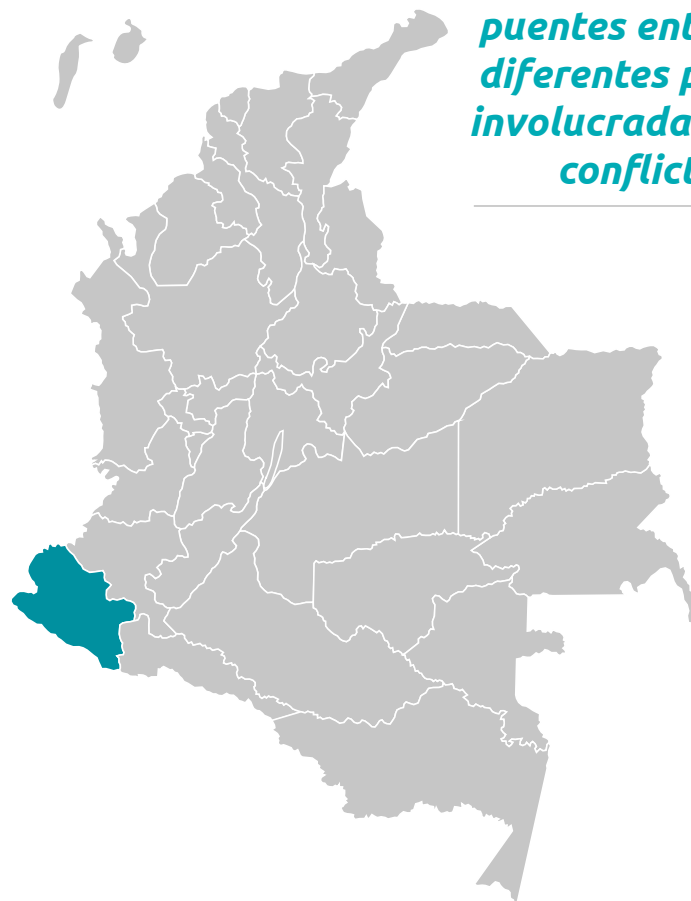 puentes ent
diferentes p
involucrada
conflict